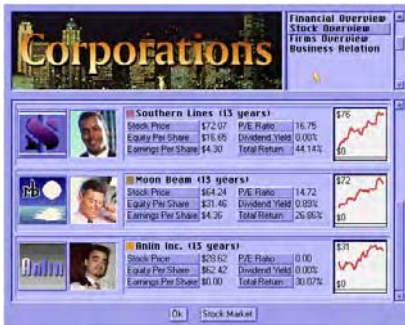 Corporations
Financial Overview
Stock Overview
Firms Overview
Business Relation
Southern Lines (13 years)
Stock Price $72.07 P/E Ratio 16.75
Equity Per Share $16.65 Dividend Yield 0.00%
Earnings Per Share $4.30 Total Return 44.14%
$76
$0
Moon Beam (13 years)
Stock Price $64.24 P/E Ratio 14.72
Equity Per Share $31.46 Dividend Yield 0.89%
Earnings Per Share $4.36 Total Return 26.86%
$72
$0
mb
Anlin Inc. (13 years)
Stock Price $28.62 P/E Ratio 0.00
Equity Per Share $62.42 Dividend Yield 0.00%
Earnings Per Share $0.00 Total Return 30.07%
$31
$0
Anlin
Ok Stock Market